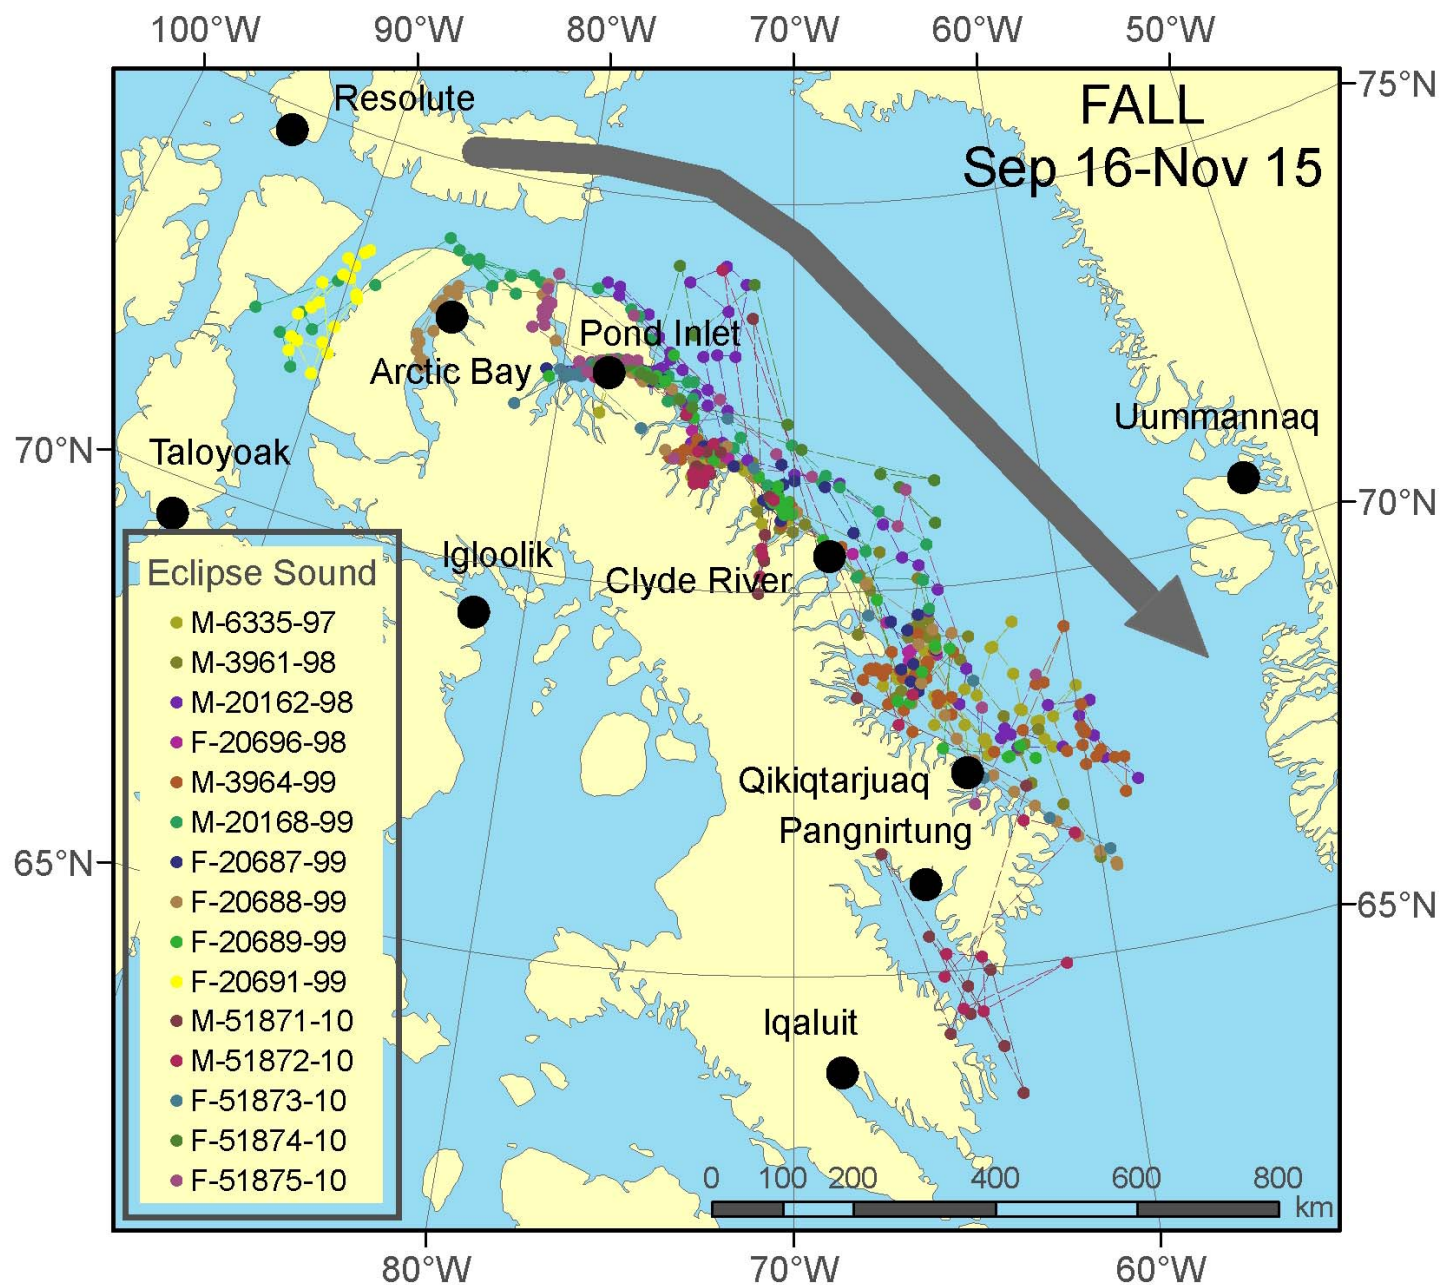 100°W 90°W 80°W 70°W 60°W 50°W
75°N
Resolute
FALL
Sep 16-Nov 15
Pond Inlet
Arctic Bay
Uummannaq
70°N
Taloyoak
70°N
Igloolik
Clyde River
Qikiqtarjuaq
Pangnirtung
65°N
65°N
Iqaluit
Eclipse Sound
M-6335-97
M-3961-98
M-20162-98
F-20696-98
M-3964-99
M-20168-99
F-20687-99
F-20688-99
F-20689-99
F-20691-99
M-51871-10
M-51872-10
F-51873-10
F-51874-10
F-51875-10
0 100 200 400 600 800
km
80°W 70°W 60°W